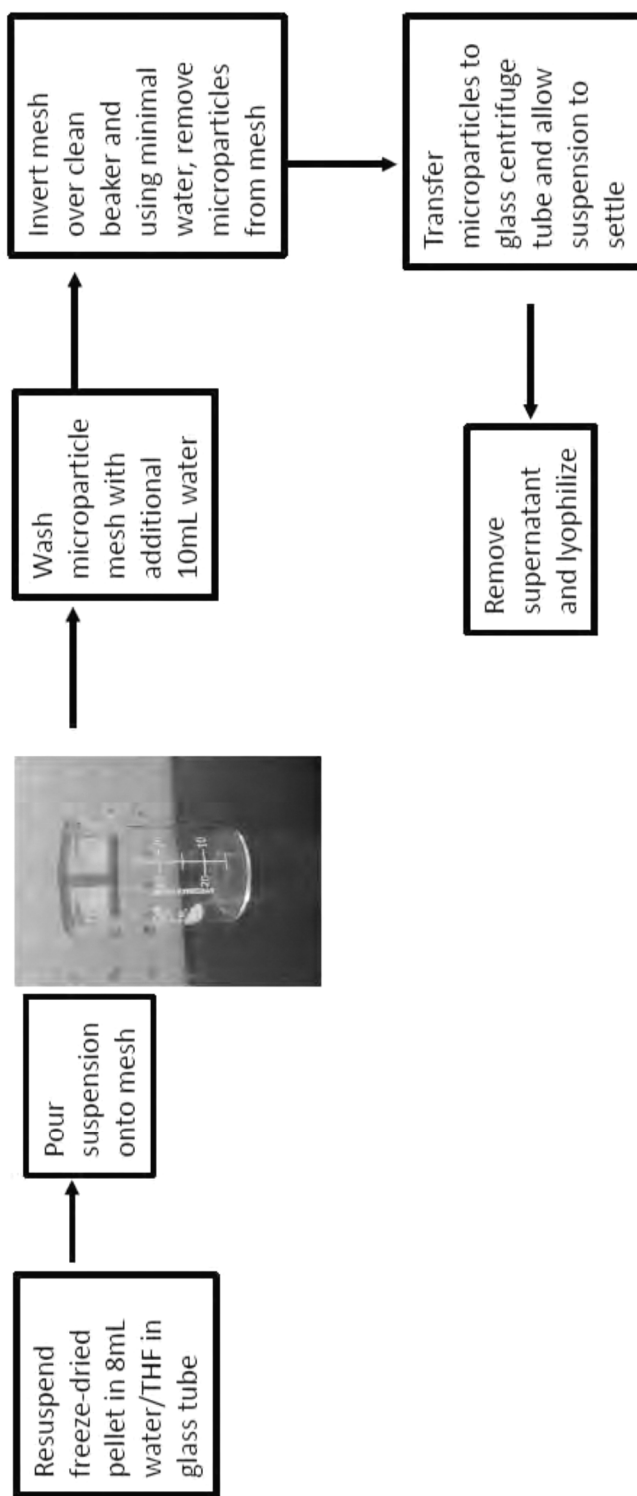 Resuspend
freeze-dried
pellet in 8mL
water/THF in
glass tube
Pour
suspension
onto mesh
Wash
microparticle
mesh with
additional
10mL water
Invert mesh
over clean
beaker and
using minimal
water, remove
microparticles
from mesh
Transfer
microparticles to
glass centrifuge
tube and allow
suspension to
settle
Remove
supernatant
and lyophilize
20
10